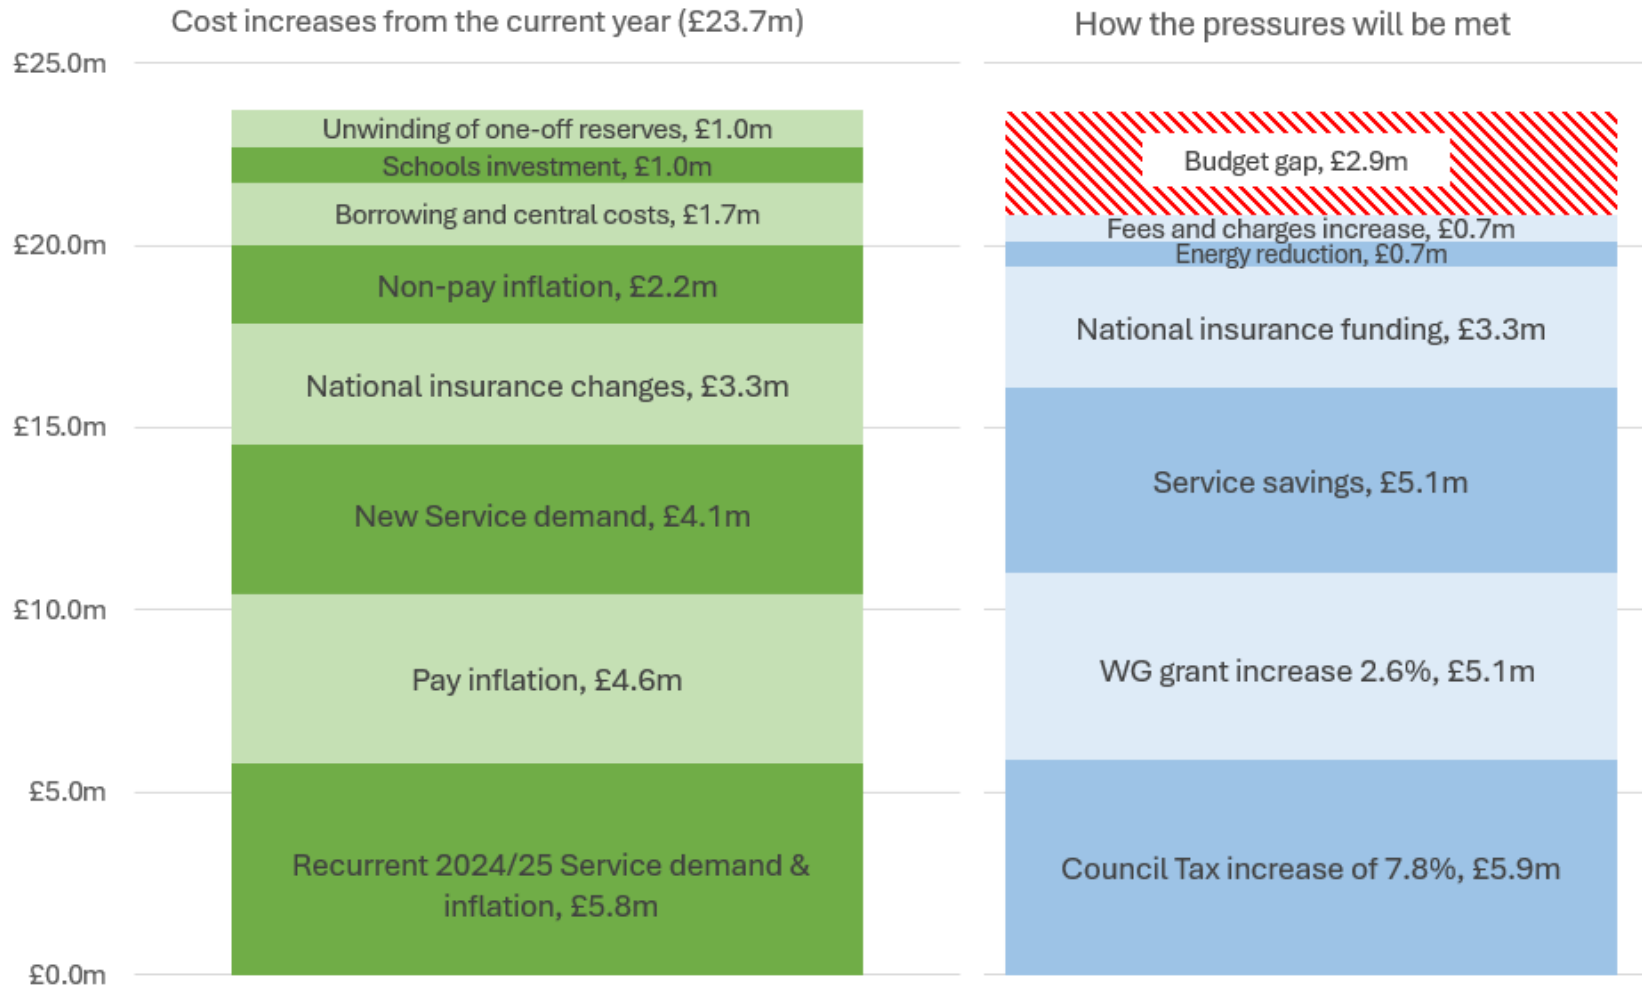 Cost increases from the current year (£23.7m)
£25.0m
£20.0m
£15.0m
£10.0m
£5.0m
£0.0m
Unwinding of one-off reserves, £1.0m
Schools investment, £1.0m
Borrowing and central costs, £1.7m
Non-pay inflation, £2.2m
National insurance changes, £3.3m
New Service demand, £4.1m
Pay inflation, £4.6m
Recurrent 2024/25 Service demand &
inflation, £5.8m
How the pressures will be met
Budget gap, £2.9m
Fees and charges increase, £0.7m
Energy reduction, £0.7m
National insurance funding, £3.3m
Service savings, £5.1m
WG grant increase 2.6%, £5.1m
Council Tax increase of 7.8%, £5.9m